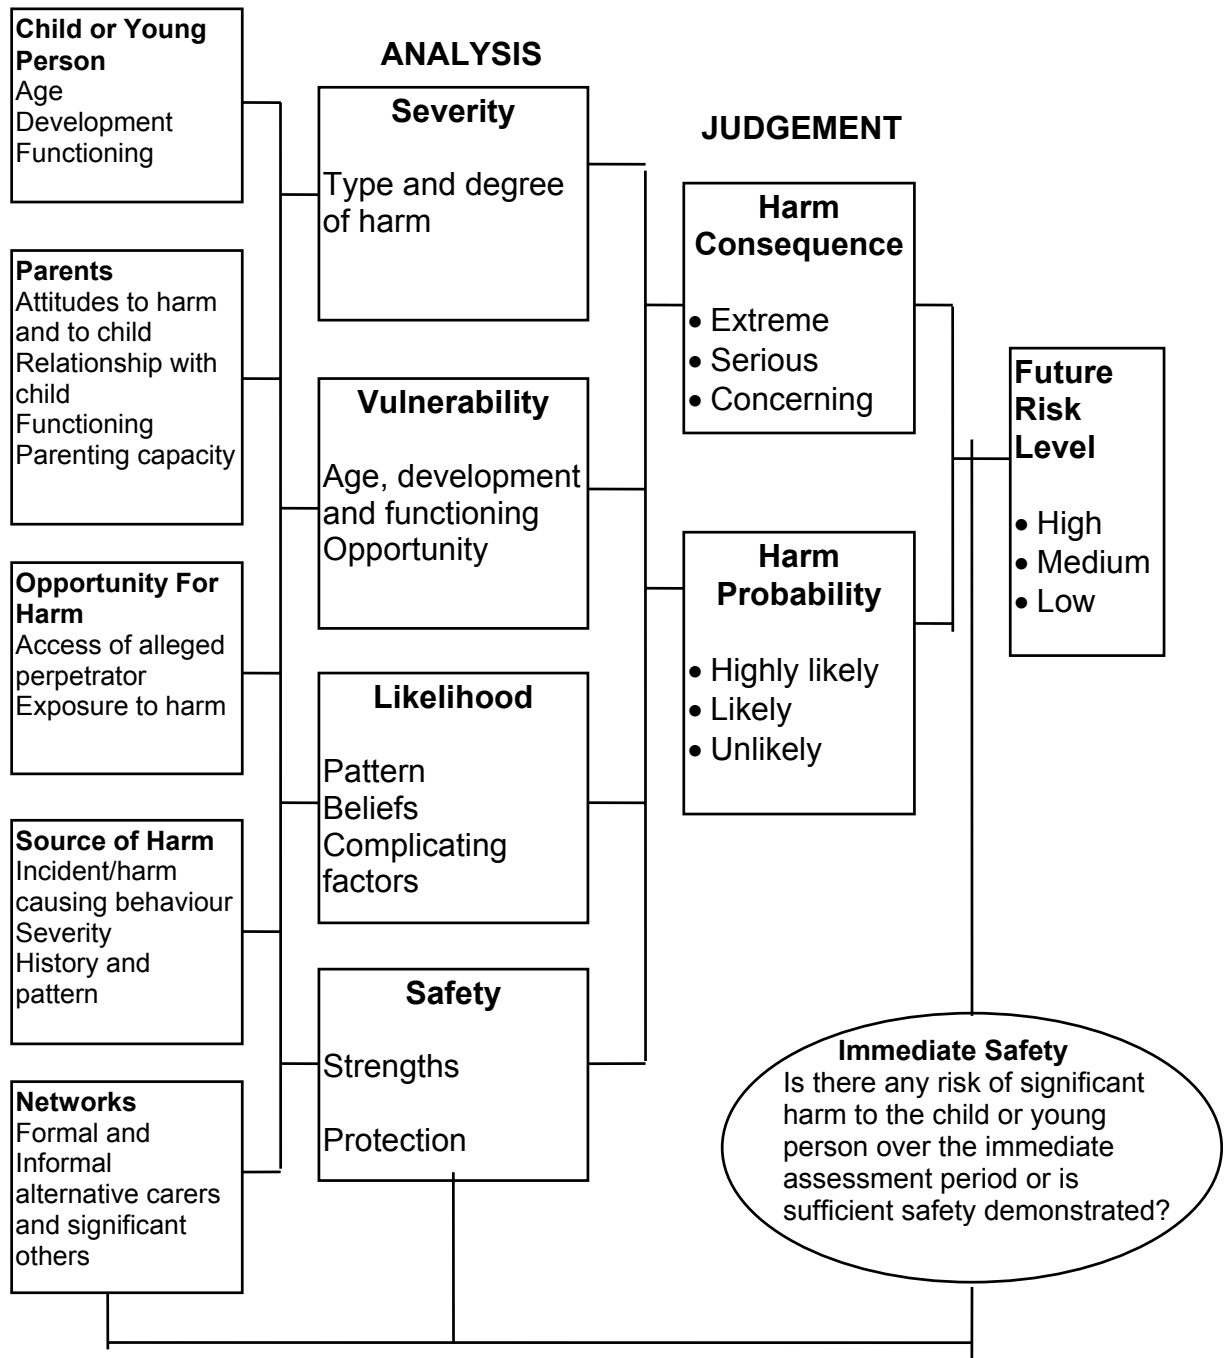 Child or Young
Person
Age
Development
Functioning
Parents
Attitudes to harm
and to child
Relationship with
child
Functioning
Parenting capacity
Opportunity For
Harm
Access of alleged
perpetrator
Exposure to harm
Source of Harm
Incident/harm
causing behaviour
Severity
History and
pattern
Networks
Formal and
Informal
alternative carers
and significant
others
ANALYSIS
Severity
Type and degree
of harm
Vulnerability
Age, development
and functioning
Opportunity
Likelihood
Pattern
Beliefs
Complicating
factors
Safety
Strengths
Protection
JUDGEMENT
Harm
Consequence
• Extreme
• Serious
• Concerning
Harm
Probability
• Highly likely
• Likely
• Unlikely
Future
Risk
Level
• High
• Medium
• Low
Immediate Safety
Is there any risk of significant
harm to the child or young
person over the immediate
assessment period or is
sufficient safety demonstrated?